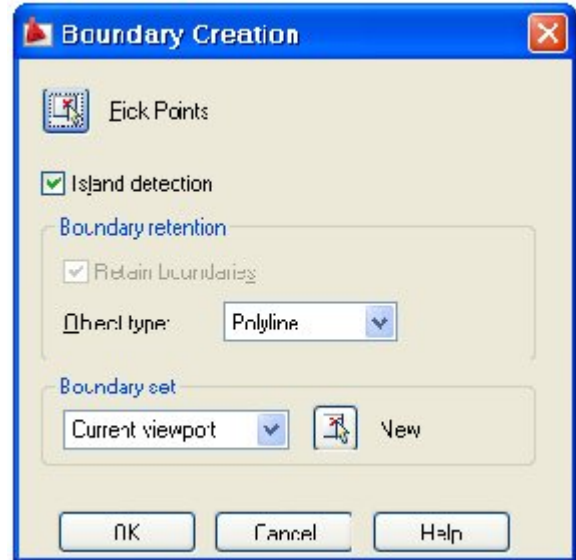 Boundary Creation
Pick Points
Island detection
Boundary retention
Retain boundaries
Object type: Polyline
Boundary set
Current viewport New
OK Cancel Help